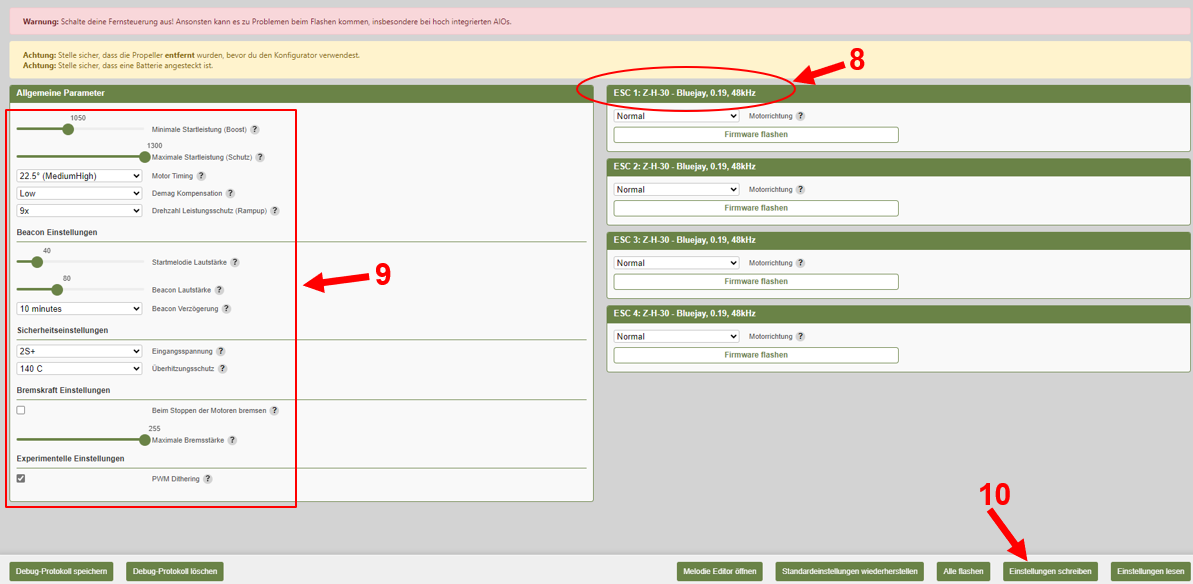 Warnung: Schalte deine Fernsteuerung aus! Ansonsten kann es zu Problemen beim Flashen kommen, insbesondere bei hoch integrierten AIOs.
Achtung: Stelle sicher, dass die Propeller entfernt wurden, bevor du den Konfigurator verwendest.
Achtung: Stelle sicher, dass eine Batterie angesteckt ist.
8
Allgemeine Parameter
1050
Minimale Startleistung (Boost) ?
1300
Maximale Startleistung (Schutz) ?
22.5° (MediumHigh) Motor Timing ?
Low Demag Kompensation ?
9x Drehzahl Leistungsschutz (Rampup) ?
Beacon Einstellungen
40
Startmelodie Lautstärke ?
80
Beacon Lautstärke ?
10 minutes Beacon Verzögerung ?
Sicherheitseinstellungen
2S+ Eingangsspannung ?
140 C Überhitzungsschutz ?
Bremskraft Einstellungen
Beim Stoppen der Motoren bremsen ?
255
Maximale Bremsstärke ?
Experimentelle Einstellungen
PWM Dithering ?
9
ESC 1: Z-H-30 - Bluejay, 0.19, 48kHz
Normal Motorrichtung ?
Firmware flashen
ESC 2: Z-H-30 - Bluejay, 0.19, 48kHz
Normal Motorrichtung ?
Firmware flashen
ESC 3: Z-H-30 - Bluejay, 0.19, 48kHz
Normal Motorrichtung ?
Firmware flashen
ESC 4: Z-H-30 - Bluejay, 0.19, 48kHz
Normal Motorrichtung ?
Firmware flashen
10
Debug-Protokoll speichern Debug-Protokoll löschen Melodie Editor öffnen Standardeinstellungen wiederherstellen Alle flashen Einstellungen schreiben Einstellungen lesen